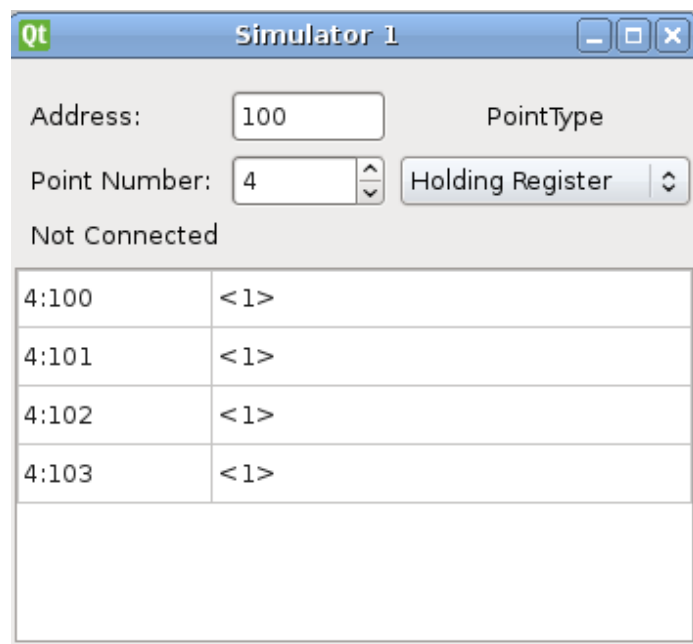 Qt Simulator 1
Address: 100 PointType
Point Number: 4 Holding Register
Not Connected
4:100 <1>
4:101 <1>
4:102 <1>
4:103 <1>